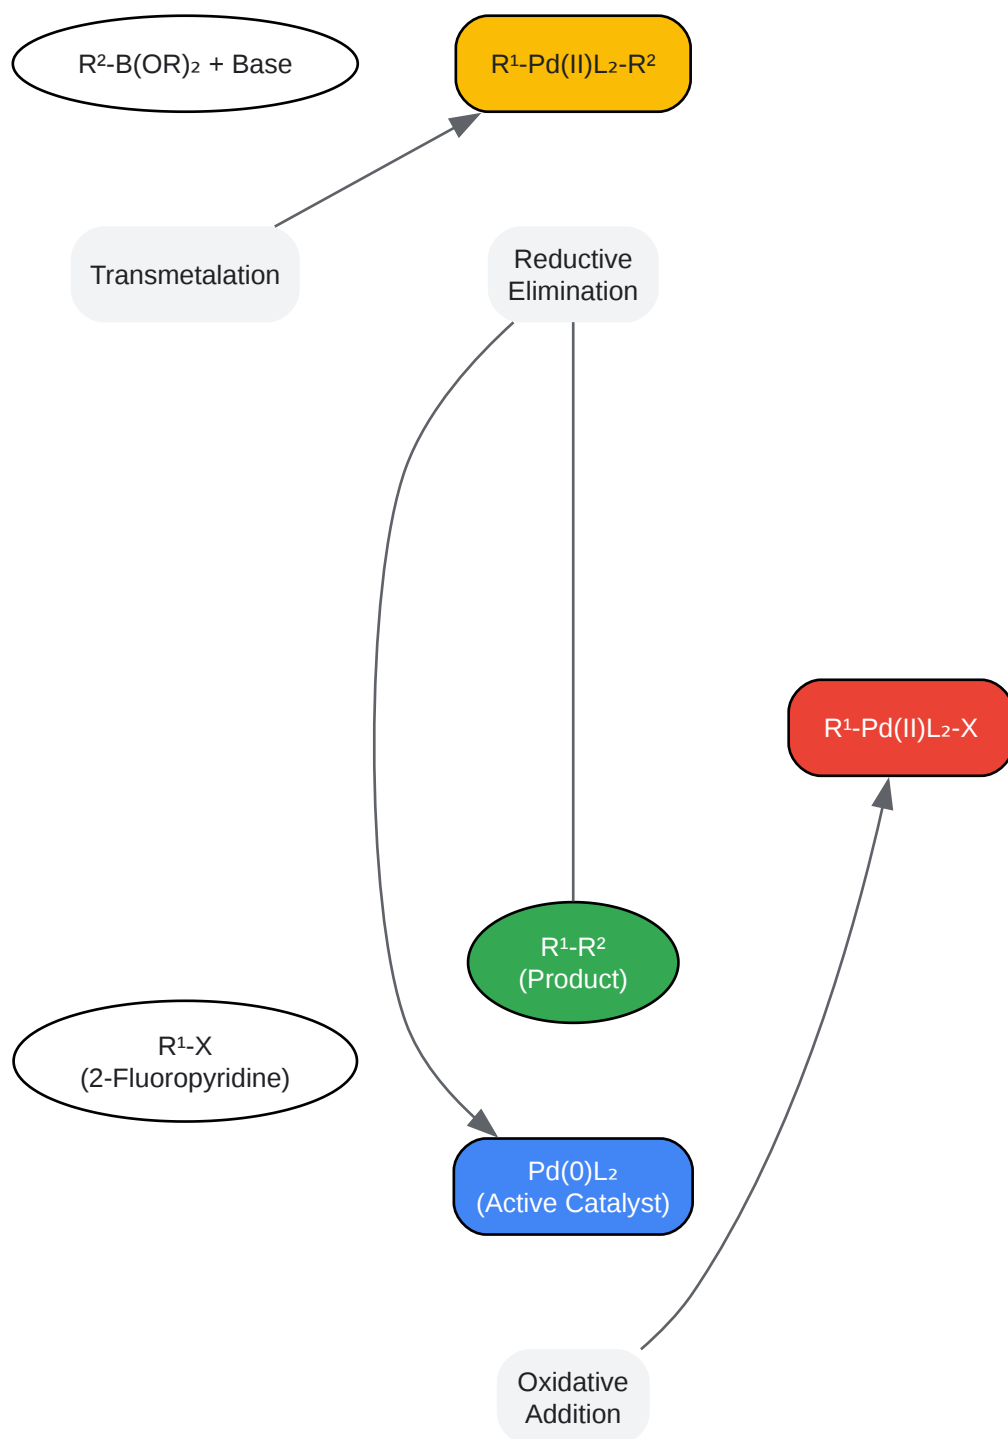 R²-B(OR)₂ + Base
R¹-Pd(II)L₂-R²
Transmetalation
Reductive
Elimination
R¹-Pd(II)L₂-X
R¹-R²
(Product)
R¹-X
(2-Fluoropyridine)
Pd(0)L₂
(Active Catalyst)
Oxidative
Addition